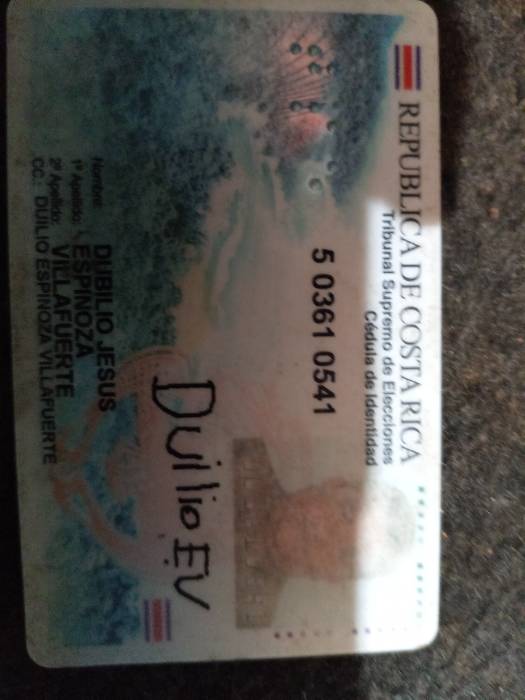 REPUBLICA DE COSTA RICA
Tribunal Supremo de Elecciones
Cédula de Identidad
5 0361 0541
Duilio EV
Nombre: DUBILIO JESUS
1º Apellido: ESPINOZA
2º Apellido: VILLAFUERTE
CC.: DUILIO ESPINOZA VILLAFUERTE